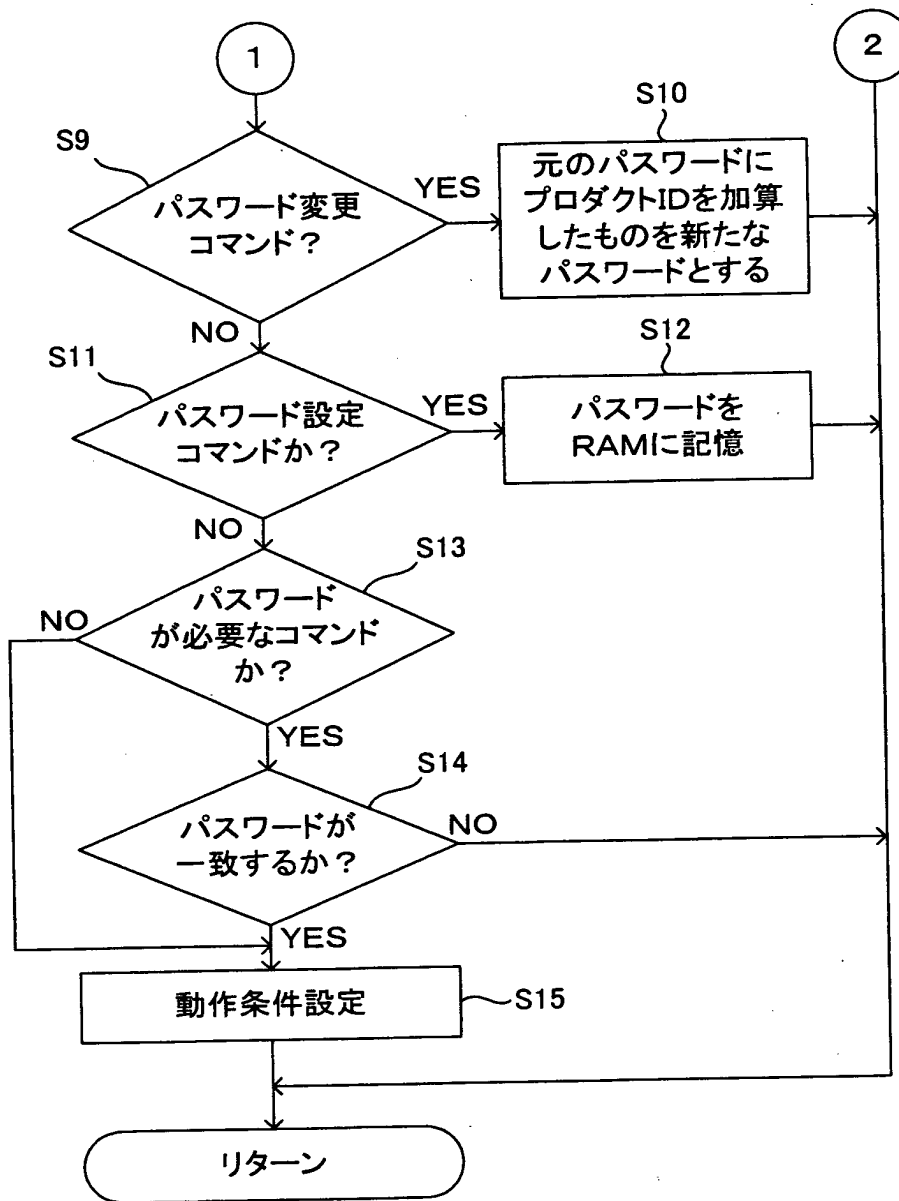 1
2
S9
パスワード変更
コマンド？
YES
S10
元のパスワードに
プロダクトIDを加算
したものを新たな
パスワードとする
NO
S11
パスワード設定
コマンドか？
YES
S12
パスワードを
RAMに記憶
NO
S13
パスワード
が必要なコマンド
か？
NO
YES
S14
パスワードが
一致するか？
NO
YES
動作条件設定
S15
リターン